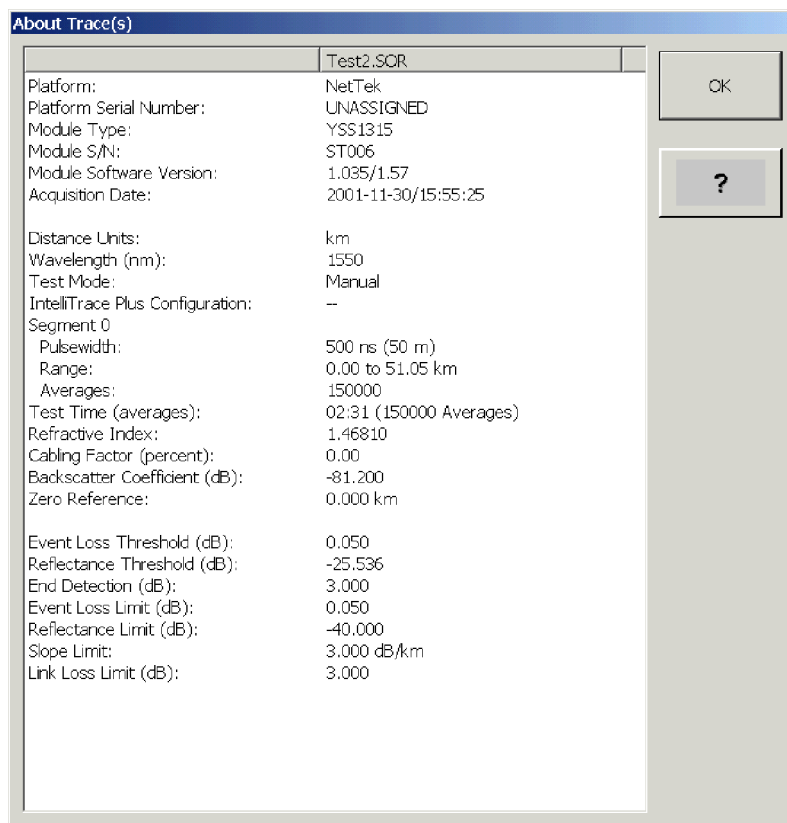 About Trace(s)
Test2.SOR
Platform: NetTek
Platform Serial Number: UNASSIGNED
Module Type: YSS1315
Module S/N: ST006
Module Software Version: 1.035/1.57
Acquisition Date: 2001-11-30/15:55:25
Distance Units: km
Wavelength (nm): 1550
Test Mode: Manual
IntelliTrace Plus Configuration: --
Segment 0
Pulsewidth: 500 ns (50 m)
Range: 0.00 to 51.05 km
Averages: 150000
Test Time (averages): 02:31 (150000 Averages)
Refractive Index: 1.46810
Cabling Factor (percent): 0.00
Backscatter Coefficient (dB): -81.200
Zero Reference: 0.000 km
Event Loss Threshold (dB): 0.050
Reflectance Threshold (dB): -25.536
End Detection (dB): 3.000
Event Loss Limit (dB): 0.050
Reflectance Limit (dB): -40.000
Slope Limit: 3.000 dB/km
Link Loss Limit (dB): 3.000
OK
?